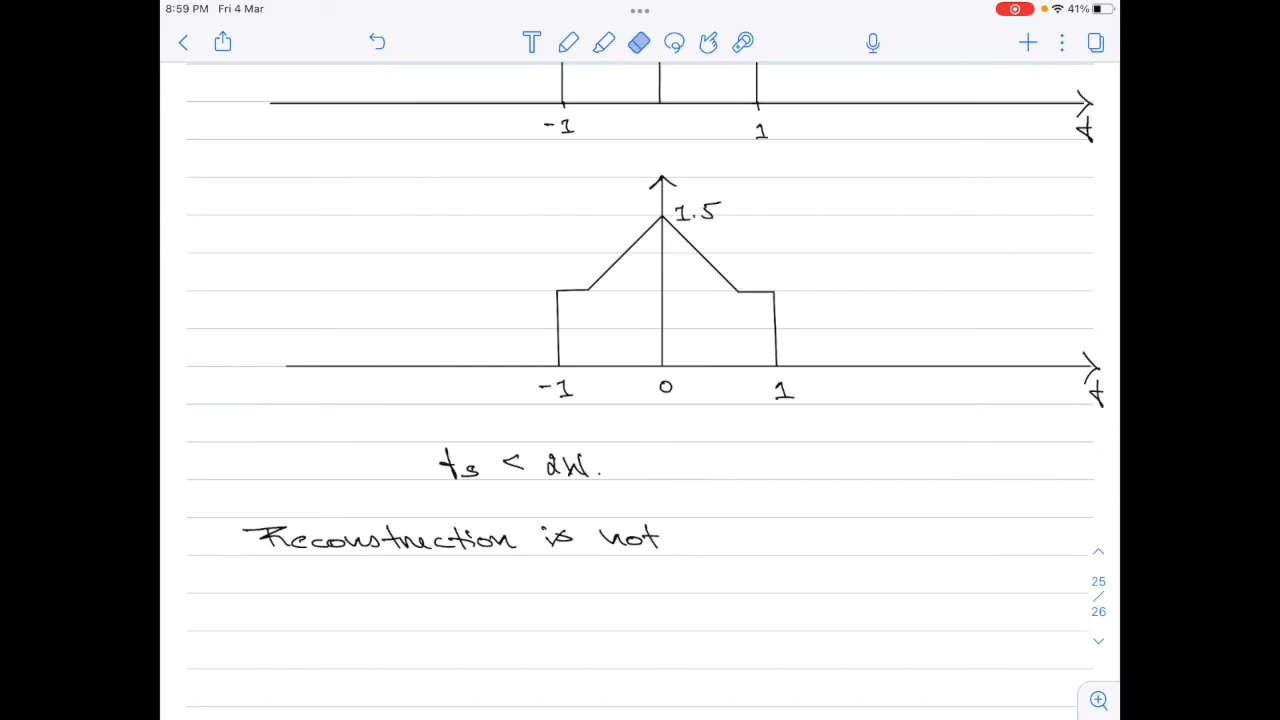 8:59 PM Fri 4 Mar
41%
-1 1
f
1.5
-1 0 1
f
fs < 2W.
Reconstruction is not
25
/
26